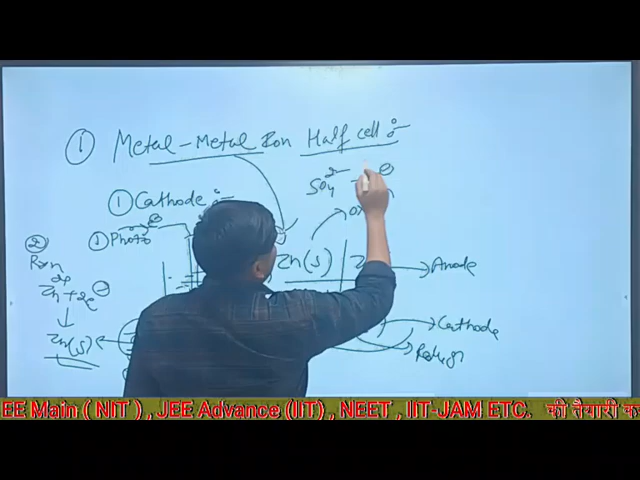 ① Metal-Metal Ion Half cell :-
SO4 2-
① Cathode :-
① Photo
②
Rxn
Zn 2+ + 2e ⊖
↓
Zn(s)
Zn(s) |
→ Anode
→ Cathode
EE Main ( NIT ) , JEE Advance (IIT) , NEET , IIT-JAM ETC. की तैयारी